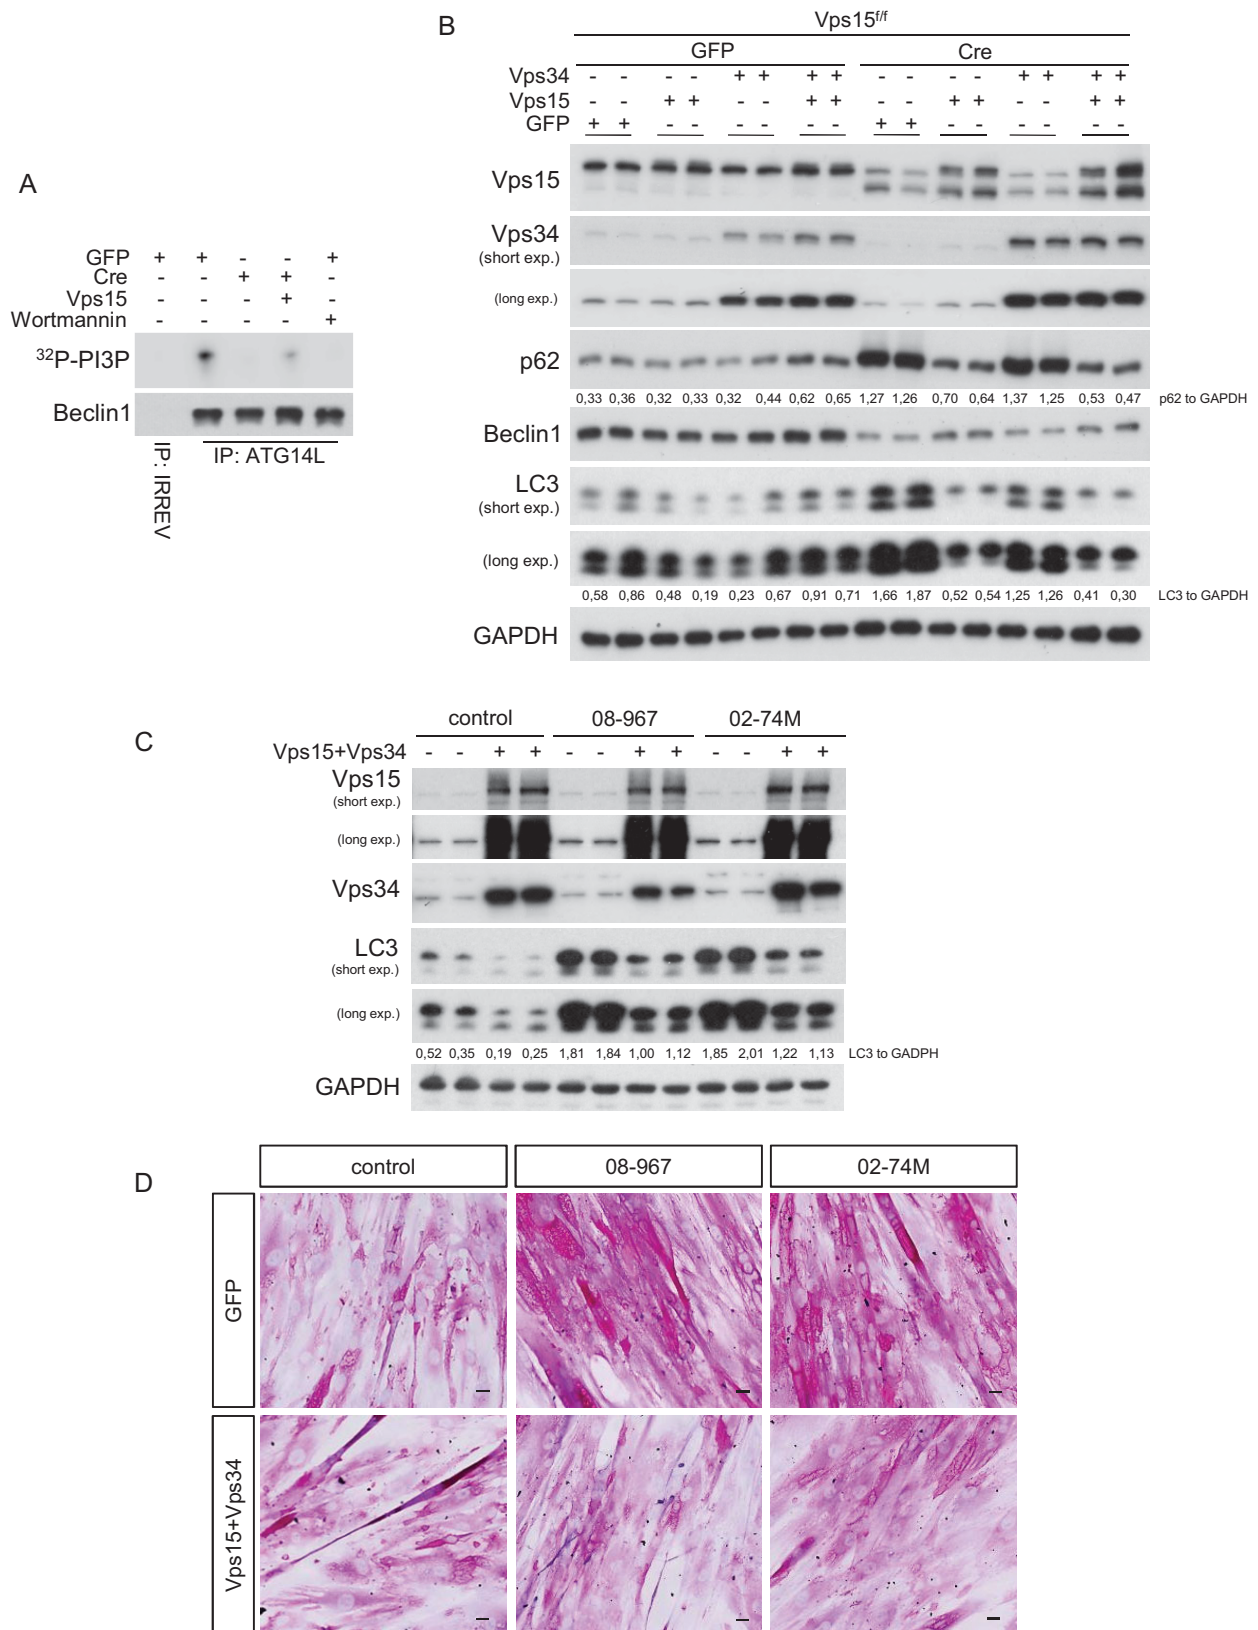 A
GFP + + - - +
Cre - - + + -
Vps15 - - - + -
Wortmannin - - - - +
32P-PI3P
Beclin1
IP: IRREV
IP: ATG14L
B
Vps15f/f
GFP Cre
Vps34 - - - - + + + + - - - - + + + +
Vps15 - - + + - - + + - - + + - - + +
GFP + + - - - - - - + + - - - - - -
Vps15
Vps34
(short exp.)
(long exp.)
p62
0,33 0,36 0,32 0,33 0,32 0,44 0,62 0,65 1,27 1,26 0,70 0,64 1,37 1,25 0,53 0,47 p62 to GAPDH
Beclin1
LC3
(short exp.)
(long exp.)
0,58 0,86 0,48 0,19 0,23 0,67 0,91 0,71 1,66 1,87 0,52 0,54 1,25 1,26 0,41 0,30 LC3 to GAPDH
GAPDH
C
control 08-967 02-74M
Vps15+Vps34 - - + + - - + + - - + +
Vps15
(short exp.)
(long exp.)
Vps34
LC3
(short exp.)
(long exp.)
0,52 0,35 0,19 0,25 1,81 1,84 1,00 1,12 1,85 2,01 1,22 1,13 LC3 to GADPH
GAPDH
D
control 08-967 02-74M
GFP
Vps15+Vps34